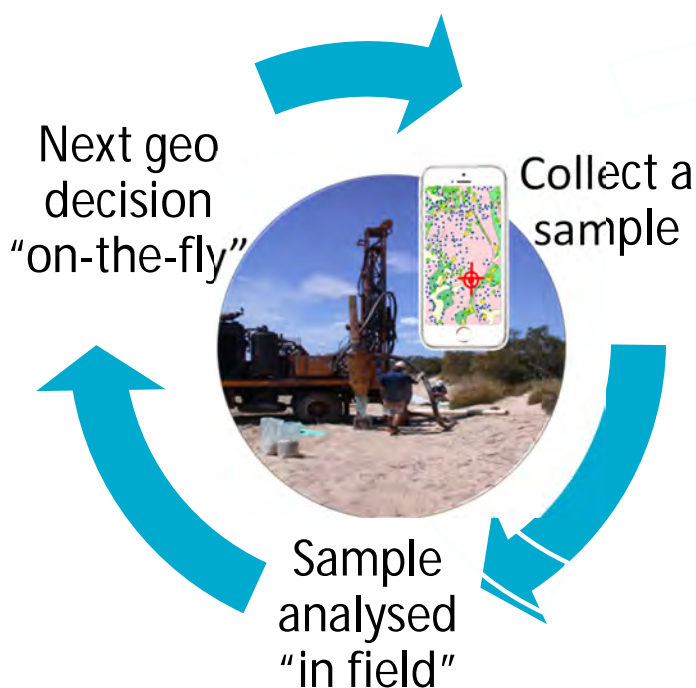 Next geo
decision
“on-the-fly”
Collect a
sample
Sample
analysed
“in field”